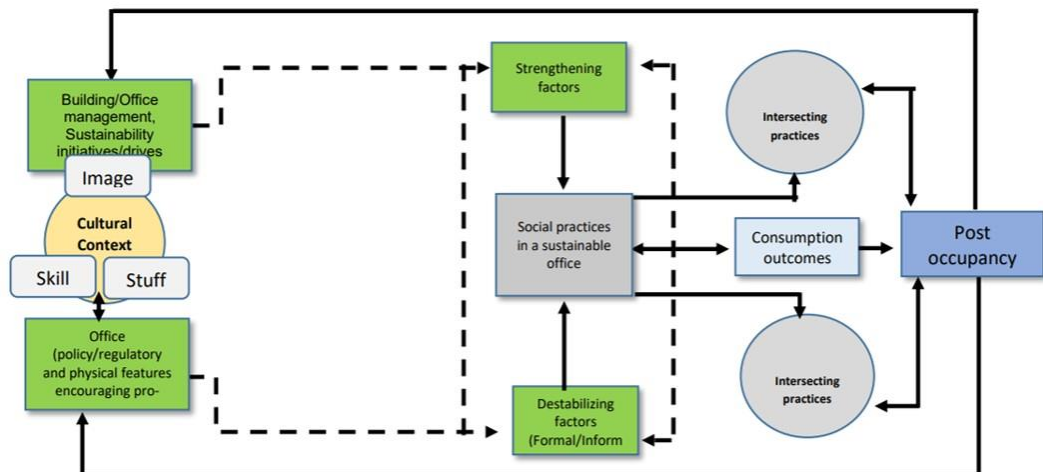 Building/Office
management,
Sustainability
initiatives/drives
Image
Cultural
Context
Skill
Stuff
Office
(policy/regulatory
and physical features
encouraging pro-
Strengthening
factors
Social practices
in a sustainable
office
Destabilizing
factors
(Formal/Inform
Intersecting
practices
Consumption
outcomes
Intersecting
practices
Post
occupancy